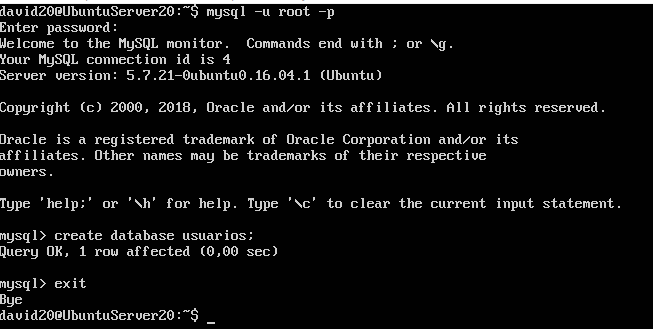 david20@UbuntuServer20:~$ mysql -u root -p
Enter password:
Welcome to the MySQL monitor.  Commands end with ; or \g.
Your MySQL connection id is 4
Server version: 5.7.21-0ubuntu0.16.04.1 (Ubuntu)

Copyright (c) 2000, 2018, Oracle and/or its affiliates. All rights reserved.

Oracle is a registered trademark of Oracle Corporation and/or its
affiliates. Other names may be trademarks of their respective
owners.

Type 'help;' or '\h' for help. Type '\c' to clear the current input statement.

mysql> create database usuarios;
Query OK, 1 row affected (0,00 sec)

mysql> exit
Bye
david20@UbuntuServer20:~$ _